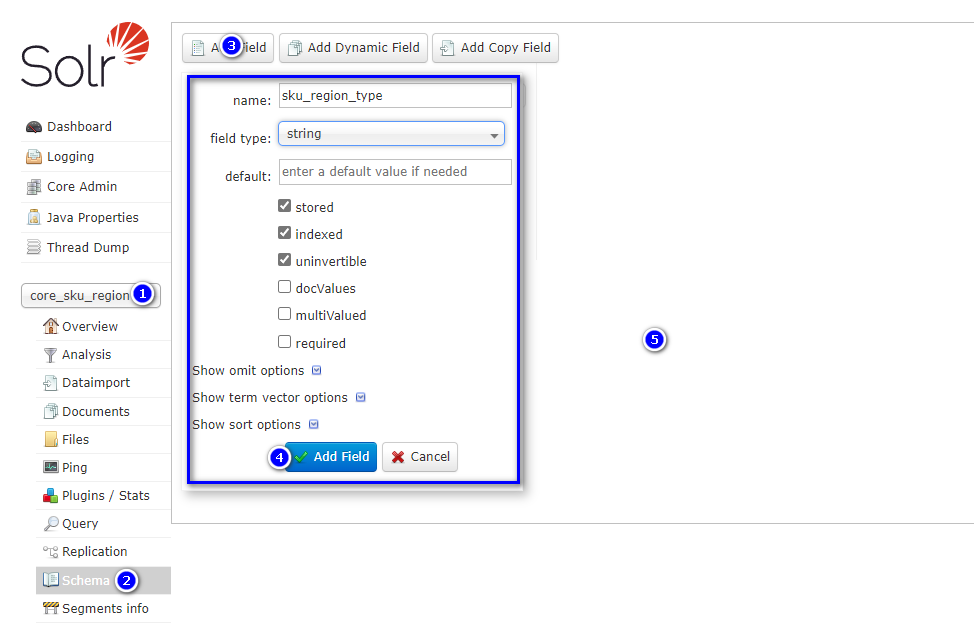 Solr
Dashboard
Logging
Core Admin
Java Properties
Thread Dump
core_sku_region 1
Overview
Analysis
Dataimport
Documents
Files
Ping
Plugins / Stats
Query
Replication
Schema 2
Segments info
3 Field
Add Dynamic Field
Add Copy Field
name: sku_region_type
field type: string
default: enter a default value if needed
stored
indexed
uninvertible
docValues
multiValued
required
Show omit options
Show term vector options
Show sort options
4 Add Field
Cancel
5